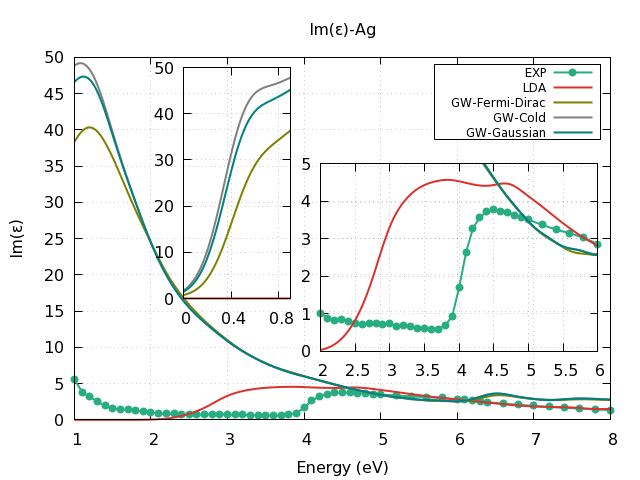 Im(ε)-Ag
EXP
LDA
GW-Fermi-Dirac
GW-Cold
GW-Gaussian
Im(ε)
50
45
40
35
30
25
20
15
10
5
0
50
40
30
20
10
0
0 0.4 0.8
5
4
3
2
1
0
2 2.5 3 3.5 4 4.5 5 5.5 6
1 2 3 4 5 6 7 8
Energy (eV)